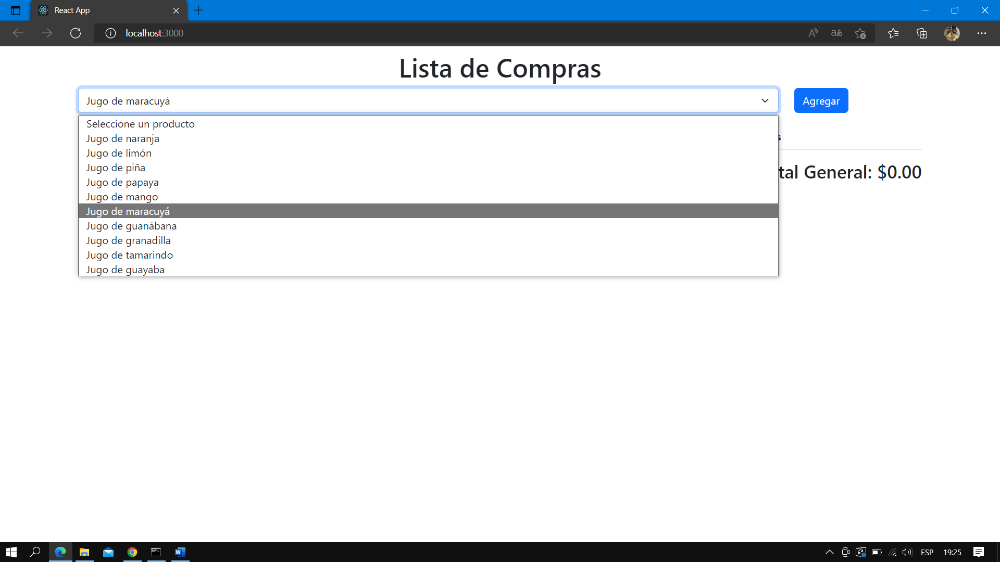 React App
localhost:3000
Lista de Compras
Jugo de maracuyá
Agregar
Seleccione un producto
Jugo de naranja
Jugo de limón
Jugo de piña
Jugo de papaya
Jugo de mango
Jugo de maracuyá
Jugo de guanábana
Jugo de granadilla
Jugo de tamarindo
Jugo de guayaba
s
tal General: $0.00
ESP
19:25